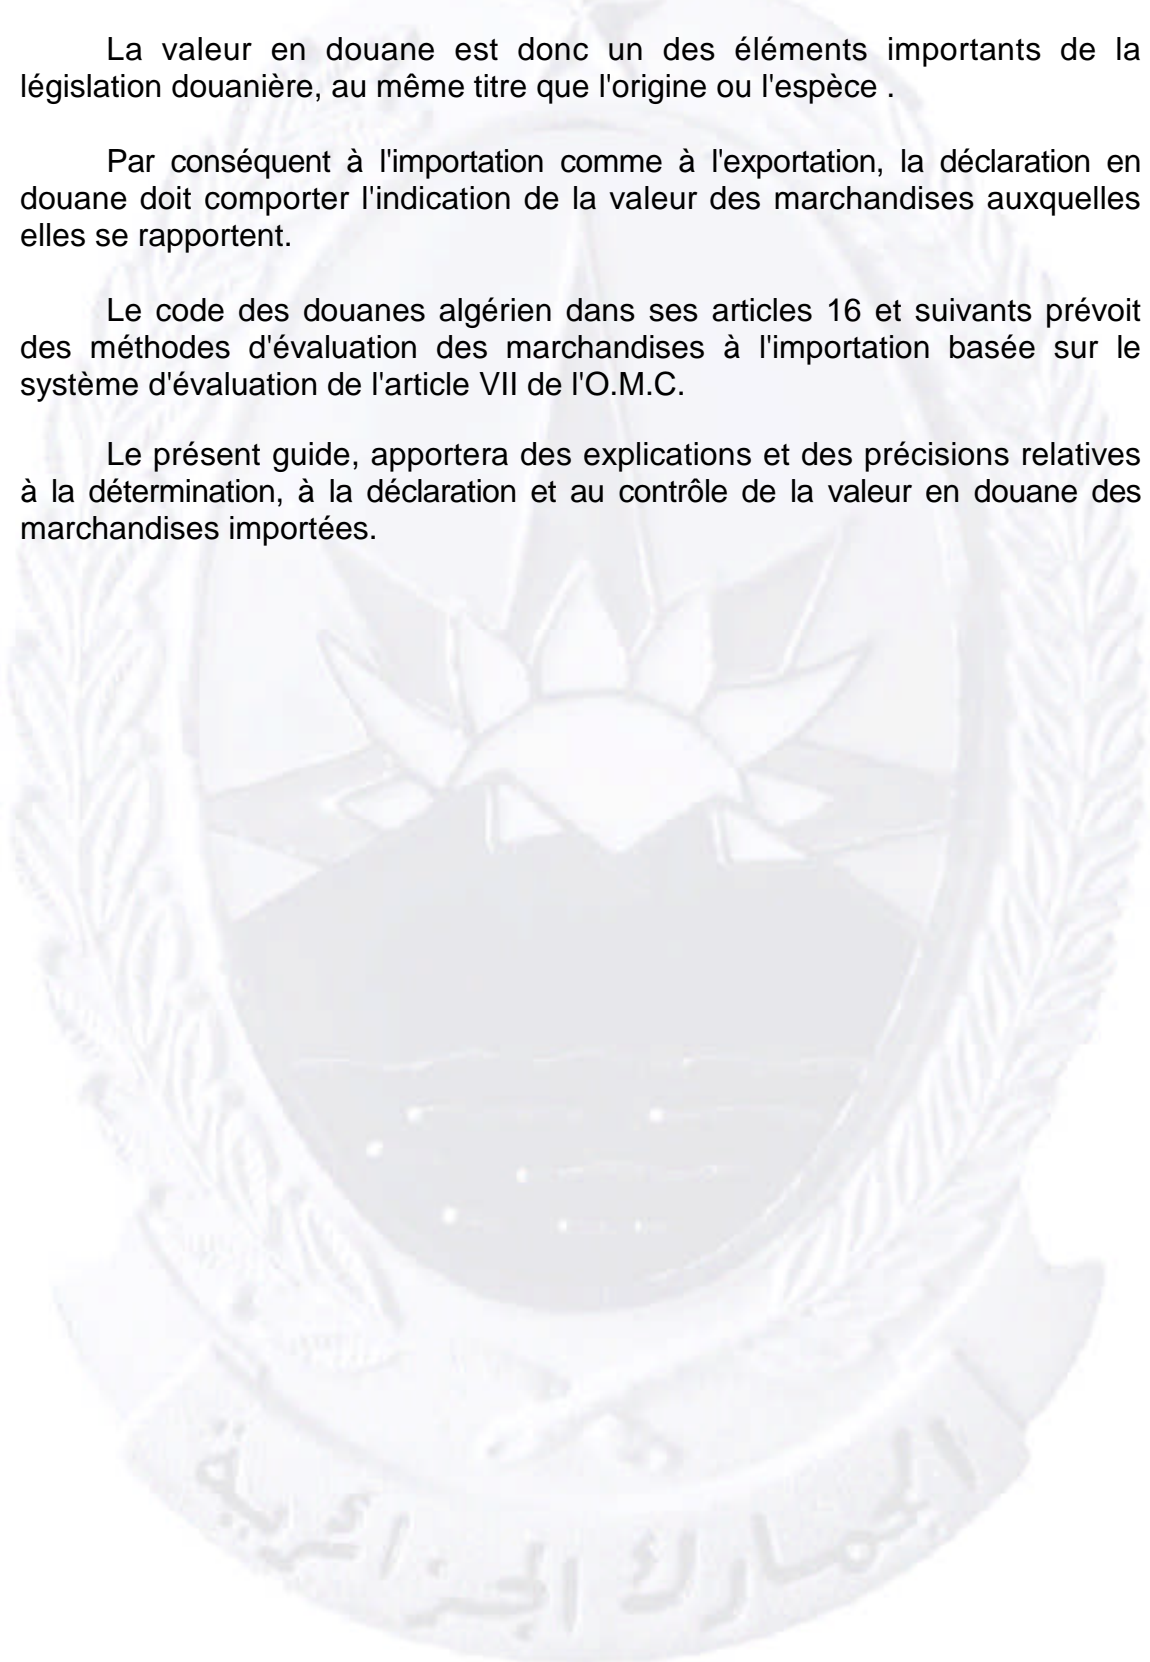 La valeur en douane est donc un des éléments importants de la
législation douanière, au même titre que l'origine ou l'espèce .
Par conséquent à l'importation comme à l'exportation, la déclaration en
douane doit comporter l'indication de la valeur des marchandises auxquelles
elles se rapportent.
Le code des douanes algérien dans ses articles 16 et suivants prévoit
des méthodes d'évaluation des marchandises à l'importation basée sur le
système d'évaluation de l'article VII de l'O.M.C.
Le présent guide, apportera des explications et des précisions relatives
à la détermination, à la déclaration et au contrôle de la valeur en douane des
marchandises importées.
الجمارك الجزائرية